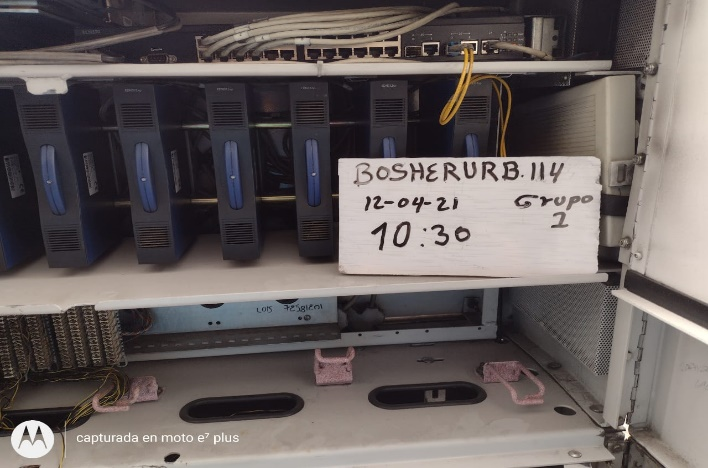 BOSHERURB.114
12-04-21 Grupo
1
10:30
capturada en moto e⁷ plus